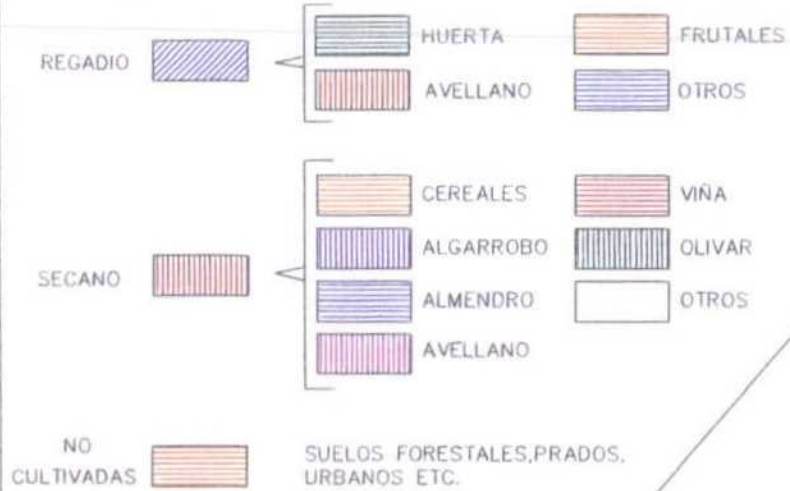 REGADIO
HUERTA
FRUTALES
AVELLANO
OTROS
SECANO
CEREALES
VIÑA
ALGARROBO
OLIVAR
ALMENDRO
OTROS
AVELLANO
NO
CULTIVADAS
SUELOS FORESTALES,PRADOS,
URBANOS ETC.